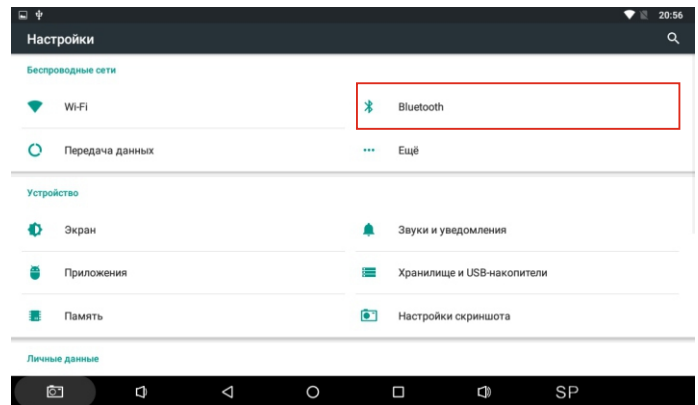 20:56
Настройки
Беспроводные сети
Wi-Fi
Bluetooth
Передача данных
Ещё
Устройство
Экран
Звуки и уведомления
Приложения
Хранилище и USB-накопители
Память
Настройки скриншота
Личные данные
SP